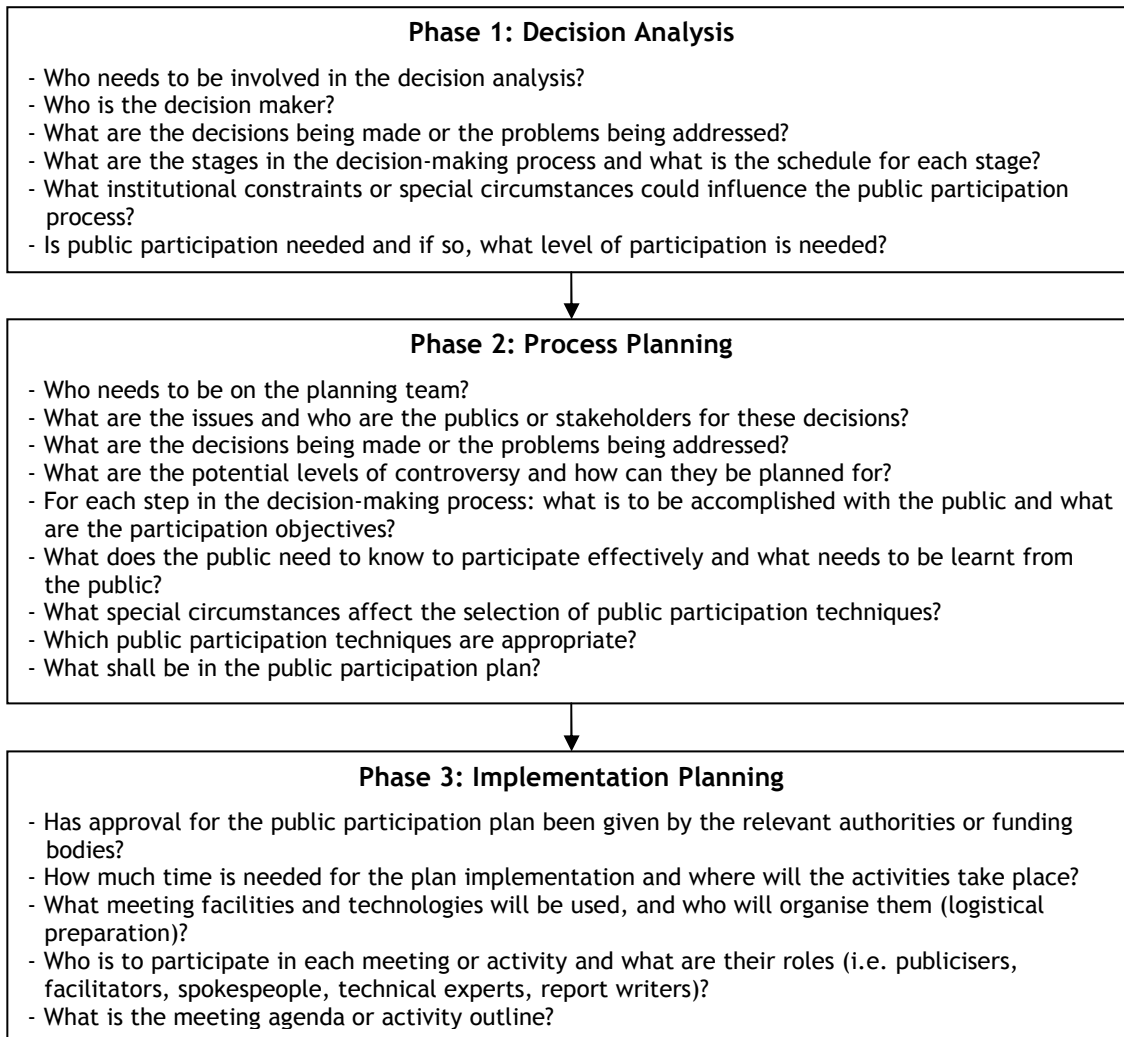 Phase 1: Decision Analysis
- Who needs to be involved in the decision analysis?
- Who is the decision maker?
- What are the decisions being made or the problems being addressed?
- What are the stages in the decision-making process and what is the schedule for each stage?
- What institutional constraints or special circumstances could influence the public participation
process?
- Is public participation needed and if so, what level of participation is needed?
Phase 2: Process Planning
- Who needs to be on the planning team?
- What are the issues and who are the publics or stakeholders for these decisions?
- What are the decisions being made or the problems being addressed?
- What are the potential levels of controversy and how can they be planned for?
- For each step in the decision-making process: what is to be accomplished with the public and what
are the participation objectives?
- What does the public need to know to participate effectively and what needs to be learnt from
the public?
- What special circumstances affect the selection of public participation techniques?
- Which public participation techniques are appropriate?
- What shall be in the public participation plan?
Phase 3: Implementation Planning
- Has approval for the public participation plan been given by the relevant authorities or funding
bodies?
- How much time is needed for the plan implementation and where will the activities take place?
- What meeting facilities and technologies will be used, and who will organise them (logistical
preparation)?
- Who is to participate in each meeting or activity and what are their roles (i.e. publicisers,
facilitators, spokespeople, technical experts, report writers)?
- What is the meeting agenda or activity outline?